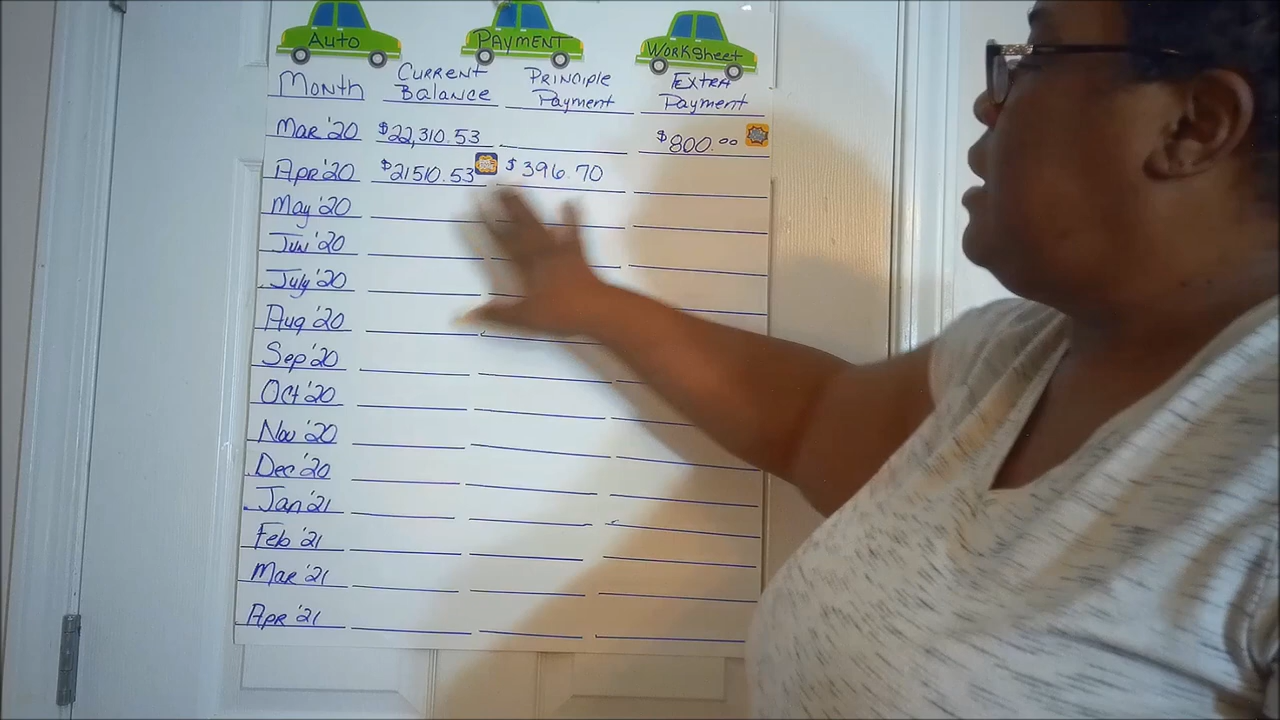 Auto PAYMENT Worksheet
Month Current Balance Principle Payment Extra Payment
Mar '20 $22,310.53 $800.00
Apr '20 $21510.53 $396.70
May '20
Jun '20
July '20
Aug '20
Sep '20
Oct '20
Nov '20
Dec '20
Jan '21
Feb '21
Mar '21
Apr '21